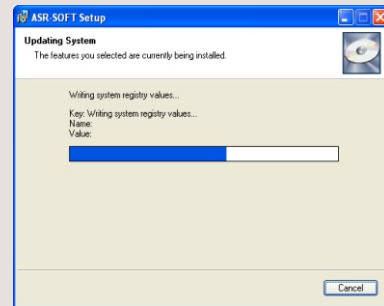 ASR-SOFT Setup
Updating System
The features you selected are currently being installed.
Writing system registry values...
Key: Writing system registry values...
Name:
Value:
Cancel